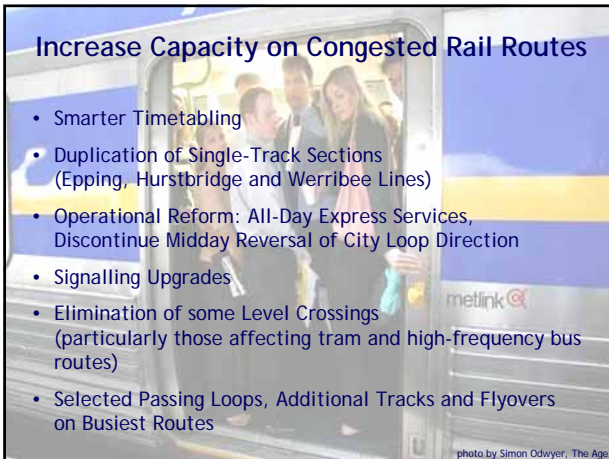 Increase Capacity on Congested Rail Routes
• Smarter Timetabling
• Duplication of Single-Track Sections
(Epping, Hurstbridge and Werribee Lines)
• Operational Reform: All-Day Express Services,
Discontinue Midday Reversal of City Loop Direction
• Signalling Upgrades
• Elimination of some Level Crossings
(particularly those affecting tram and high-frequency bus
routes)
• Selected Passing Loops, Additional Tracks and Flyovers
on Busiest Routes
metlink
photo by Simon Odwyer, The Age